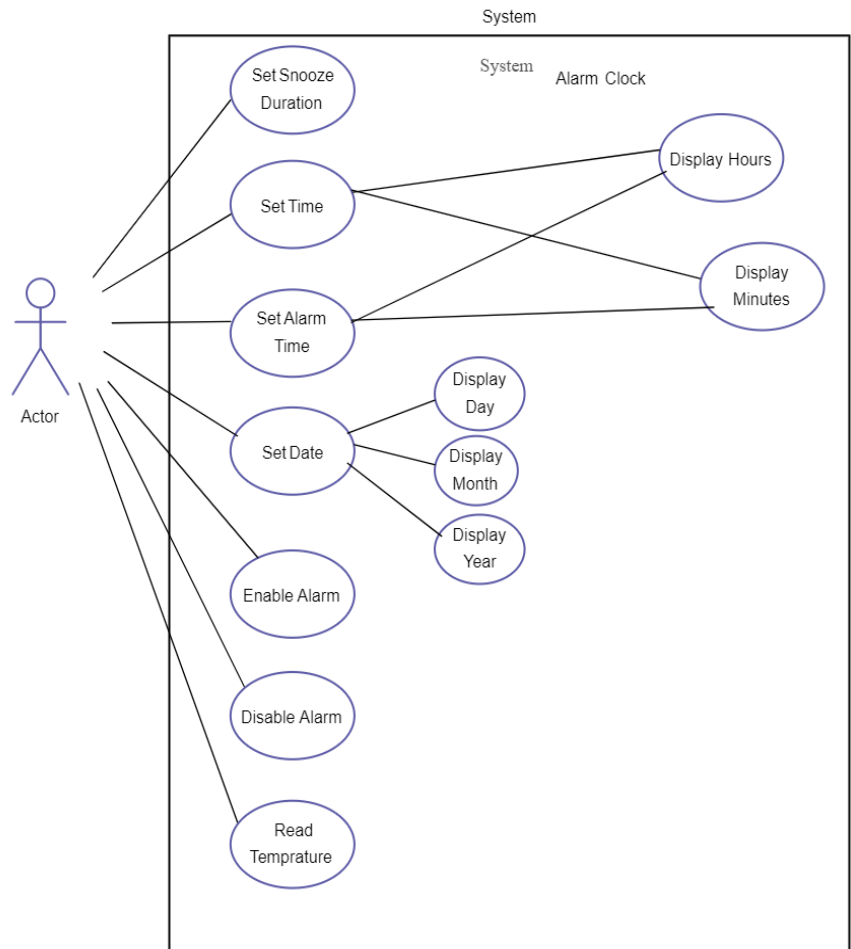 System
System
Alarm Clock
Set Snooze
Duration
Set Time
Display Hours
Display
Minutes
Set Alarm
Time
Actor
Set Date
Display
Day
Display
Month
Display
Year
Enable Alarm
Disable Alarm
Read
Temprature